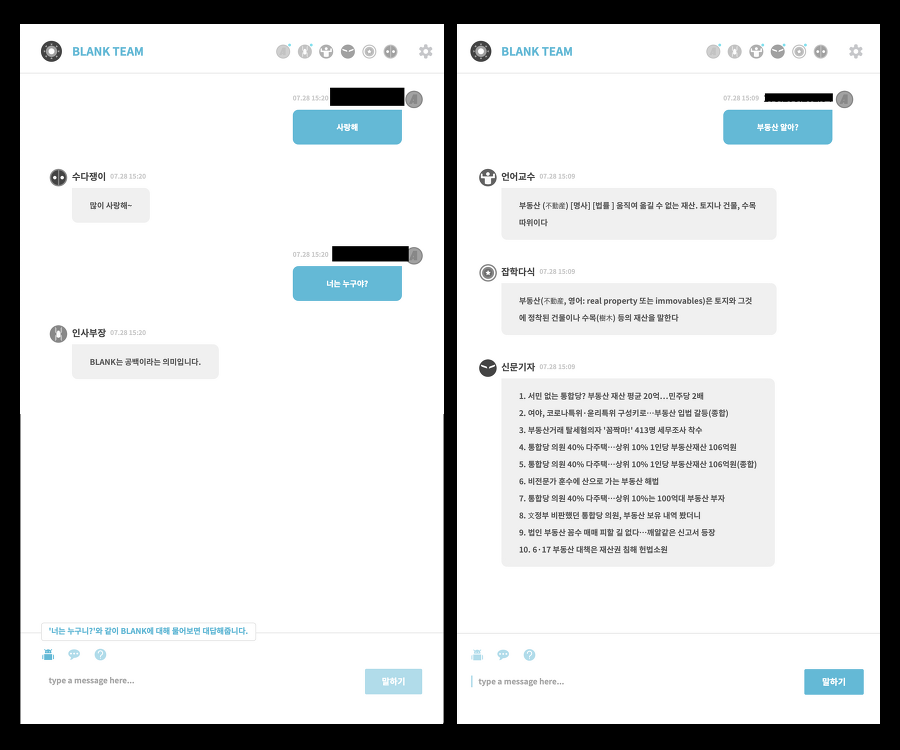 BLANK TEAM
07.28 15:20
사랑해
수다쟁이 07.28 15:20
많이 사랑해~
07.28 15:20
너는 누구야?
인사부장 07.28 15:20
BLANK는 공백이라는 의미입니다.
'너는 누구니?'와 같이 BLANK에 대해 물어보면 대답해줍니다.
type a message here...
말하기
BLANK TEAM
07.28 15:09
부동산 알아?
언어교수 07.28 15:09
부동산 (不動産) [명사] [법률 ] 움직여 옮길 수 없는 재산. 토지나 건물, 수목
따위이다
잡학다식 07.28 15:09
부동산(不動産, 영어: real property 또는 immovables)은 토지와 그것
에 정착된 건물이나 수목(樹木) 등의 재산을 말한다
신문기자 07.28 15:09
1. 서민 없는 통합당? 부동산 재산 평균 20억…민주당 2배
2. 여야, 코로나특위·윤리특위 구성키로…부동산 입법 갈등(종합)
3. 부동산거래 탈세혐의자 '꼼짝마!' 413명 세무조사 착수
4. 통합당 의원 40% 다주택…상위 10% 1인당 부동산재산 106억원
5. 통합당 의원 40% 다주택…상위 10% 1인당 부동산재산 106억원(종합)
6. 비전문가 훈수에 산으로 가는 부동산 해법
7. 통합당 의원 40% 다주택…상위 10%는 100억대 부동산 부자
8. 文정부 비판했던 통합당 의원, 부동산 보유 내역 봤더니
9. 법인 부동산 꼼수 매매 피할 길 없다…깨알같은 신고서 등장
10. 6·17 부동산 대책은 재산권 침해 헌법소원
type a message here...
말하기